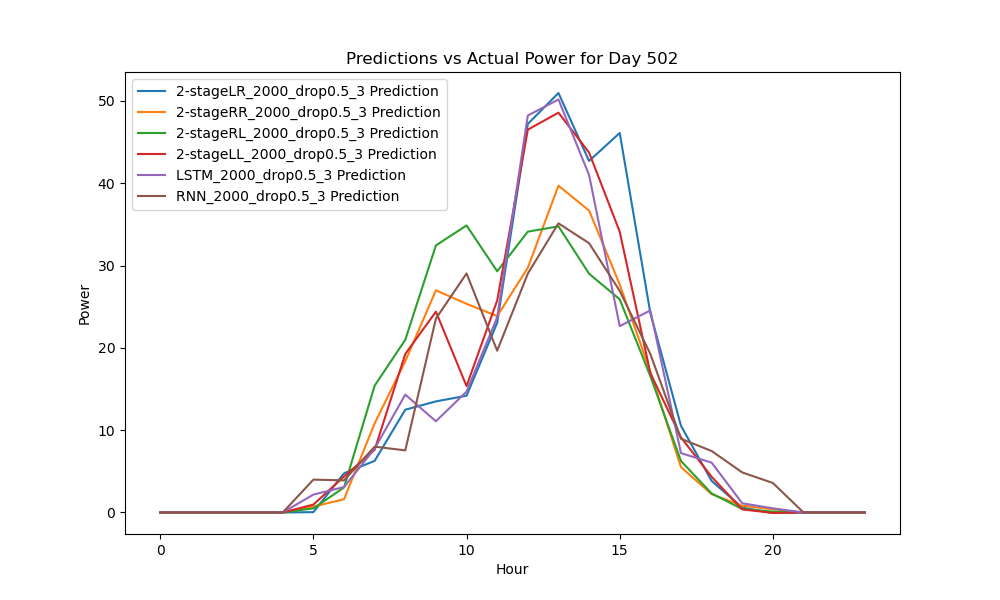 Predictions vs Actual Power for Day 502
2-stageLR_2000_drop0.5_3 Prediction
2-stageRR_2000_drop0.5_3 Prediction
2-stageRL_2000_drop0.5_3 Prediction
2-stageLL_2000_drop0.5_3 Prediction
LSTM_2000_drop0.5_3 Prediction
RNN_2000_drop0.5_3 Prediction
Power
50
40
30
20
10
0
0 5 10 15 20
Hour